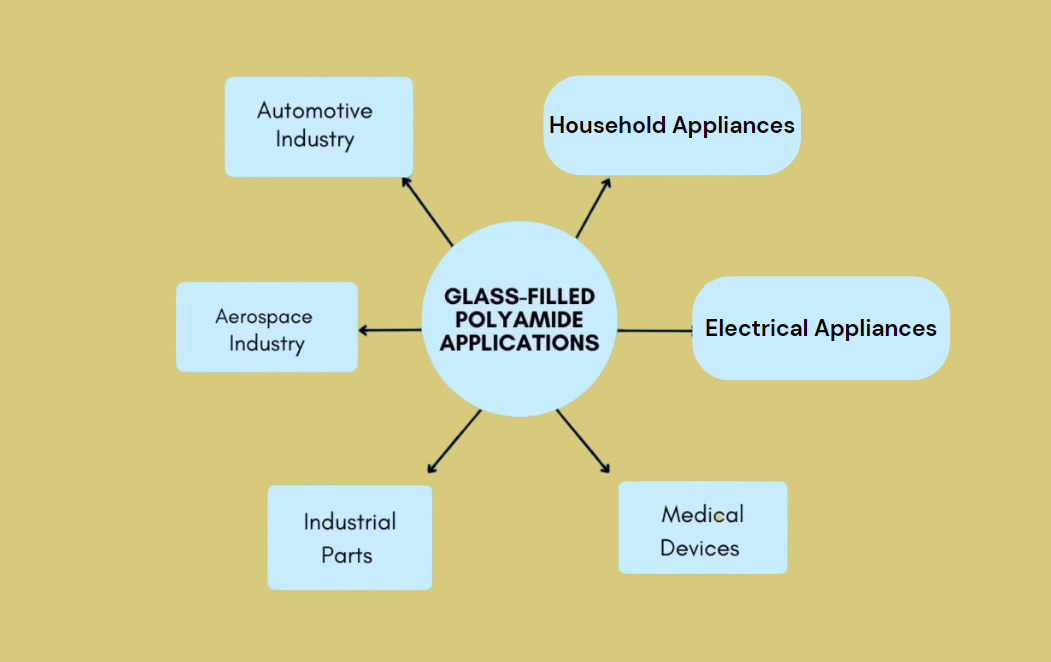 Automotive
Industry
Household Appliances
GLASS-FILLED
POLYAMIDE
APPLICATIONS
Aerospace
Industry
Electrical Appliances
Industrial
Parts
Medical
Devices